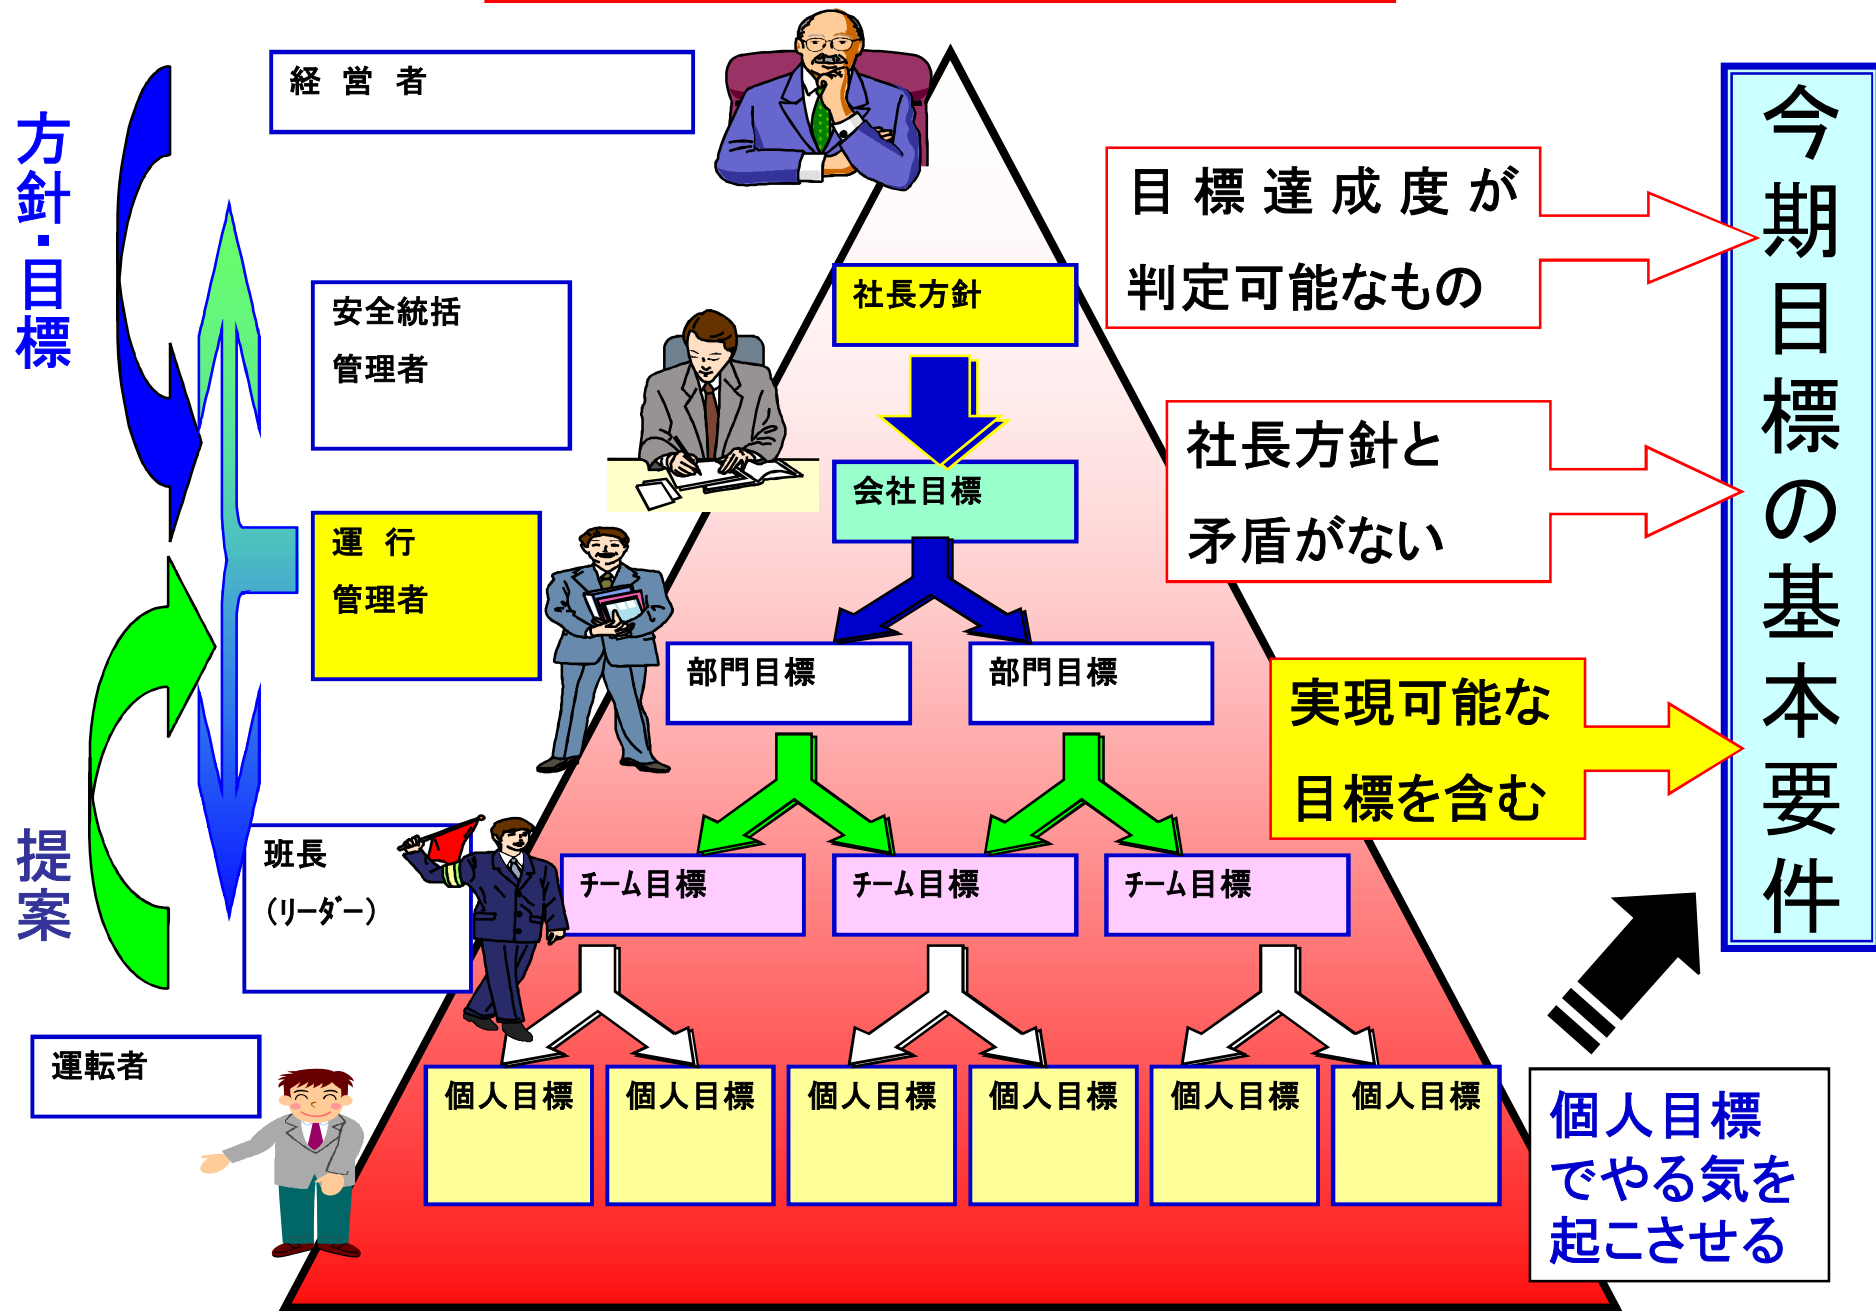 経 営 者
方針・目標
安全統括
管理者
運 行
管理者
提案
班長
（リーダー）
運転者
社長方針
会社目標
部門目標
部門目標
チーム目標
チーム目標
チーム目標
個人目標
個人目標
個人目標
個人目標
個人目標
個人目標
目標達成度が
判定可能なもの
社長方針と
矛盾がない
実現可能な
目標を含む
今期目標の基本要件
個人目標
でやる気を
起こさせる